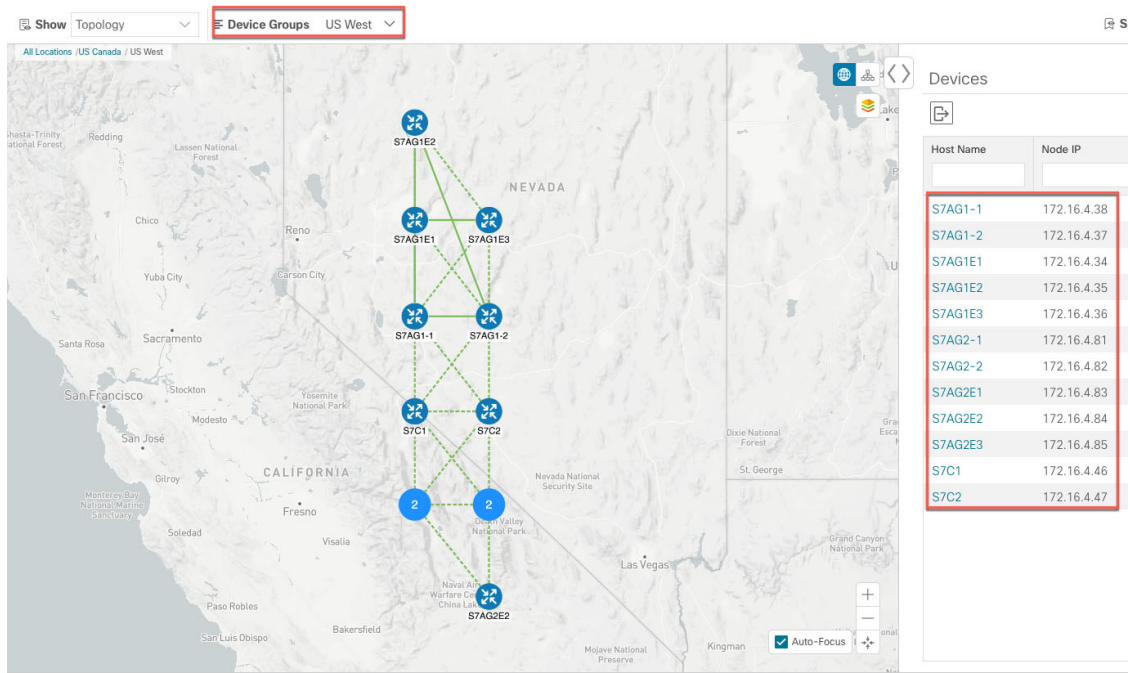 Show Topology Device Groups US West S
All Locations /US Canada / US West
Devices
Host Name Node IP
S7AG1-1 172.16.4.38
S7AG1-2 172.16.4.37
S7AG1E1 172.16.4.34
S7AG1E2 172.16.4.35
S7AG1E3 172.16.4.36
S7AG2-1 172.16.4.81
S7AG2-2 172.16.4.82
S7AG2E1 172.16.4.83
S7AG2E2 172.16.4.84
S7AG2E3 172.16.4.85
S7C1 172.16.4.46
S7C2 172.16.4.47
Redding
Lassen National
Forest
S7AG1E2
NEVADA
Chico
Reno
S7AG1E1 S7AG1E3
Yuba City
Carson City
Santa Rosa
Sacramento
S7AG1-1 S7AG1-2
San Francisco
Stockton
Yosemite
National Park
Modesto
San José
S7C1 S7C2
Dixie National
Forest
Gilroy
CALIFORNIA
Nevada National
Security Site
St. George
Monterey Bay
National Marine
Sanctuary
Fresno
2 2
Death Valley
National Park
Soledad
Visalia
Las Vegas
Grand Canyon
National Park
Naval Air
Warfare Ce
China Lak
S7AG2E2
Paso Robles
San Luis Obispo
Bakersfield
Mojave National
Preserve
Kingman
Auto-Focus